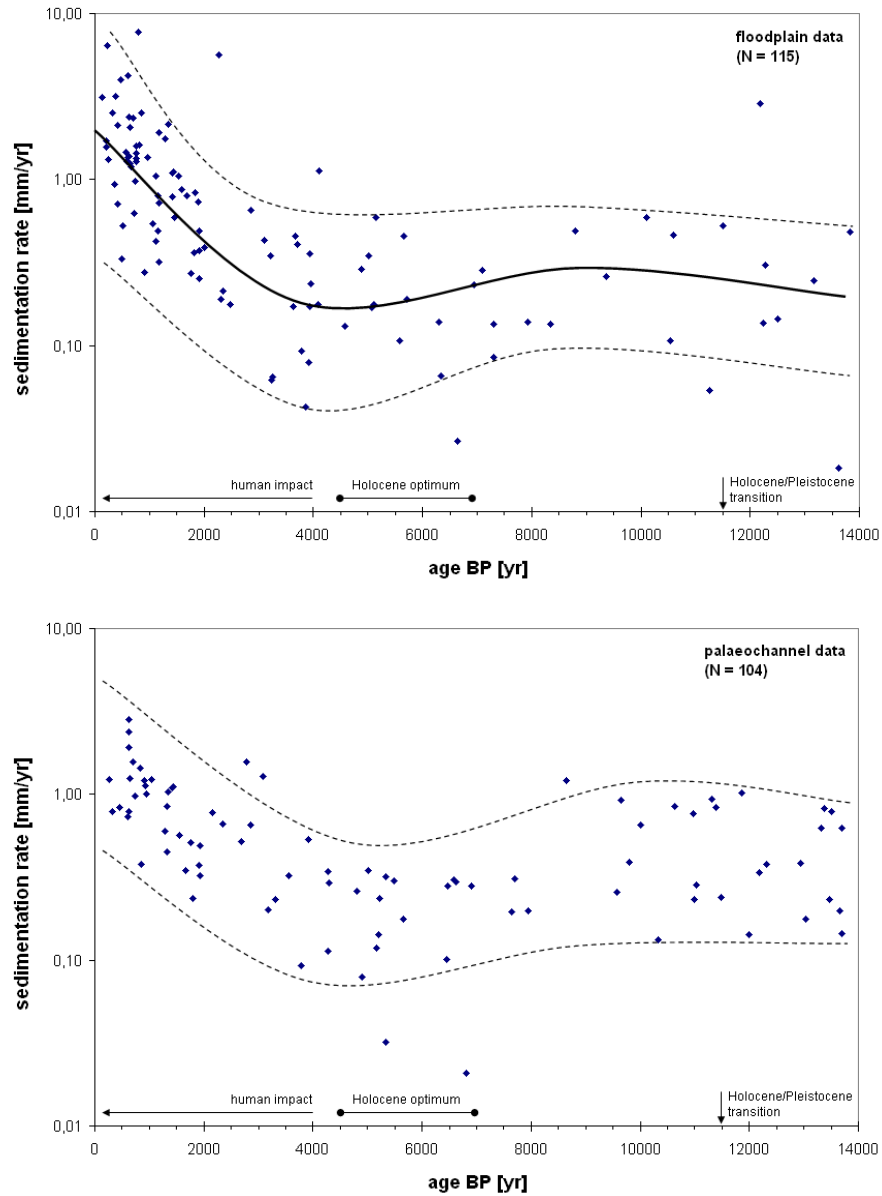 10,00
floodplain data
(N = 115)
1,00
sedimentation rate [mm/yr]
0,10
human impact
Holocene optimum
Holocene/Pleistocene
transition
0,01
0 2000 4000 6000 8000 10000 12000 14000
age BP [yr]
10,00
palaeochannel data
(N = 104)
1,00
sedimentation rate [mm/yr]
0,10
human impact
Holocene optimum
Holocene/Pleistocene
transition
0,01
0 2000 4000 6000 8000 10000 12000 14000
age BP [yr]